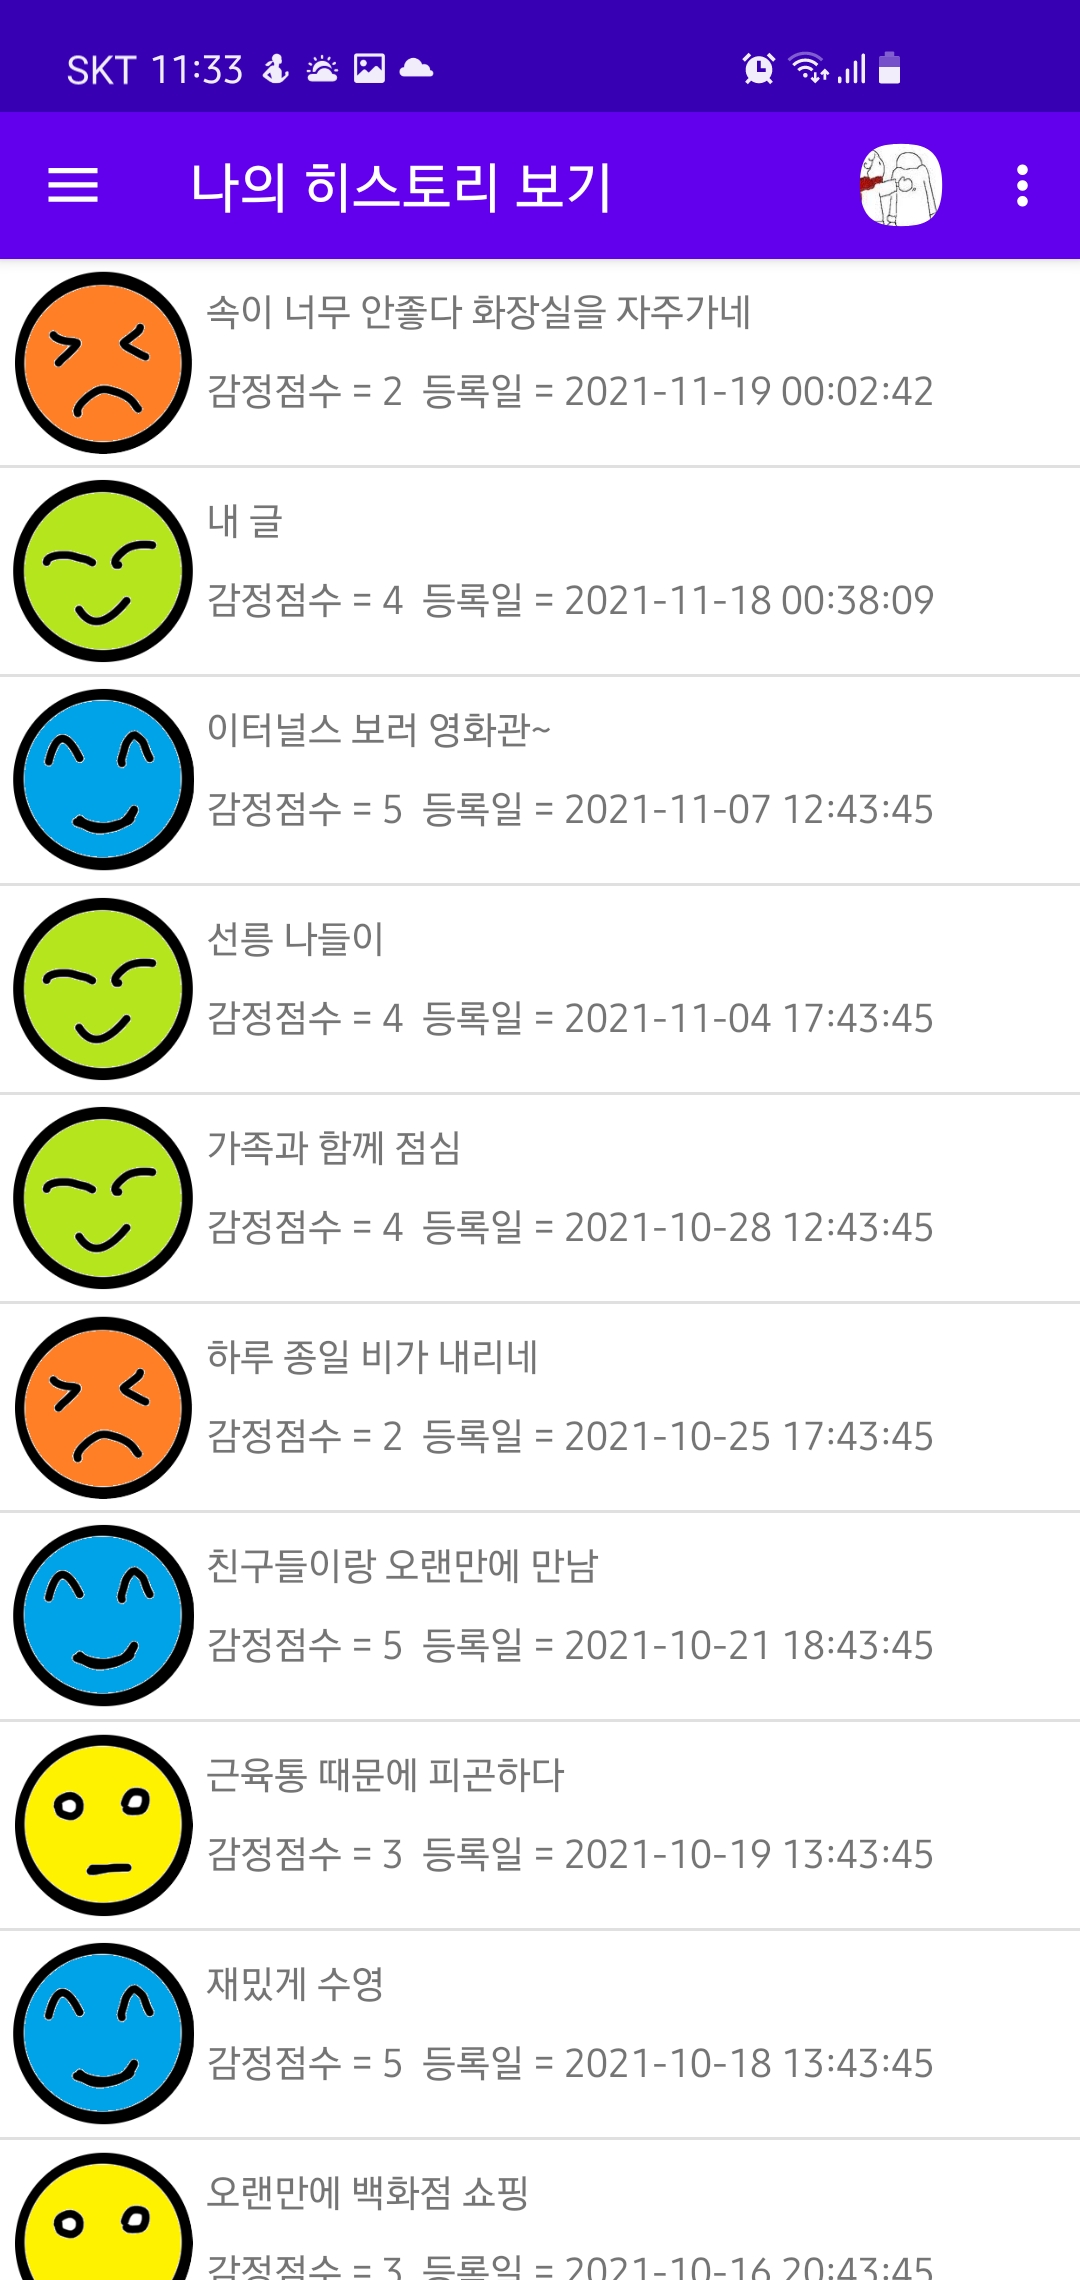 SKT 11:33
나의 히스토리 보기
속이 너무 안좋다 화장실을 자주가네
감정점수 = 2 등록일 = 2021-11-19 00:02:42
내 글
감정점수 = 4 등록일 = 2021-11-18 00:38:09
이터널스 보러 영화관~
감정점수 = 5 등록일 = 2021-11-07 12:43:45
선릉 나들이
감정점수 = 4 등록일 = 2021-11-04 17:43:45
가족과 함께 점심
감정점수 = 4 등록일 = 2021-10-28 12:43:45
하루 종일 비가 내리네
감정점수 = 2 등록일 = 2021-10-25 17:43:45
친구들이랑 오랜만에 만남
감정점수 = 5 등록일 = 2021-10-21 18:43:45
근육통 때문에 피곤하다
감정점수 = 3 등록일 = 2021-10-19 13:43:45
재밌게 수영
감정점수 = 5 등록일 = 2021-10-18 13:43:45
오랜만에 백화점 쇼핑
감정점수 = 3 등록일 = 2021-10-16 20:43:45